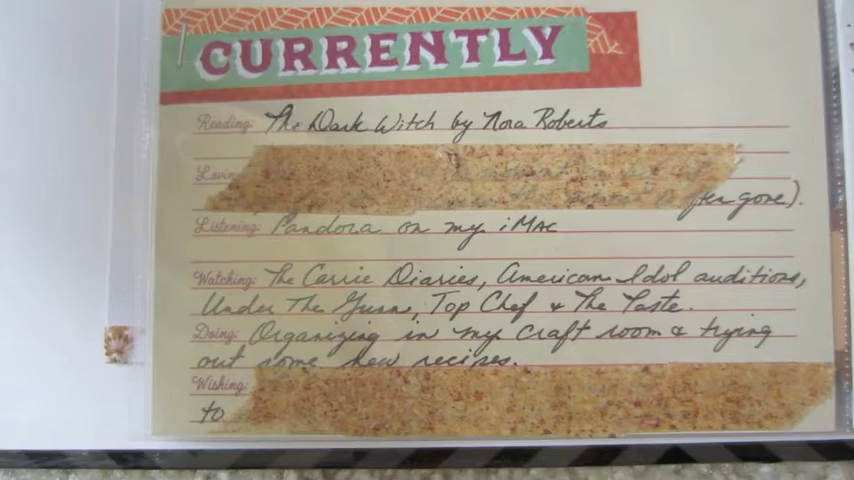 CURRENTLY
Reading: The Dark Witch by Nora Roberts
Loving:
gone).
Listening: Pandora on my iMac
Watching: The Carrie Diaries, American Idol auditions,
Under The Gunn, Top Chef & The Taste.
Doing: Organizing in my craft room & trying
out some new recipes.
Wishing:
to